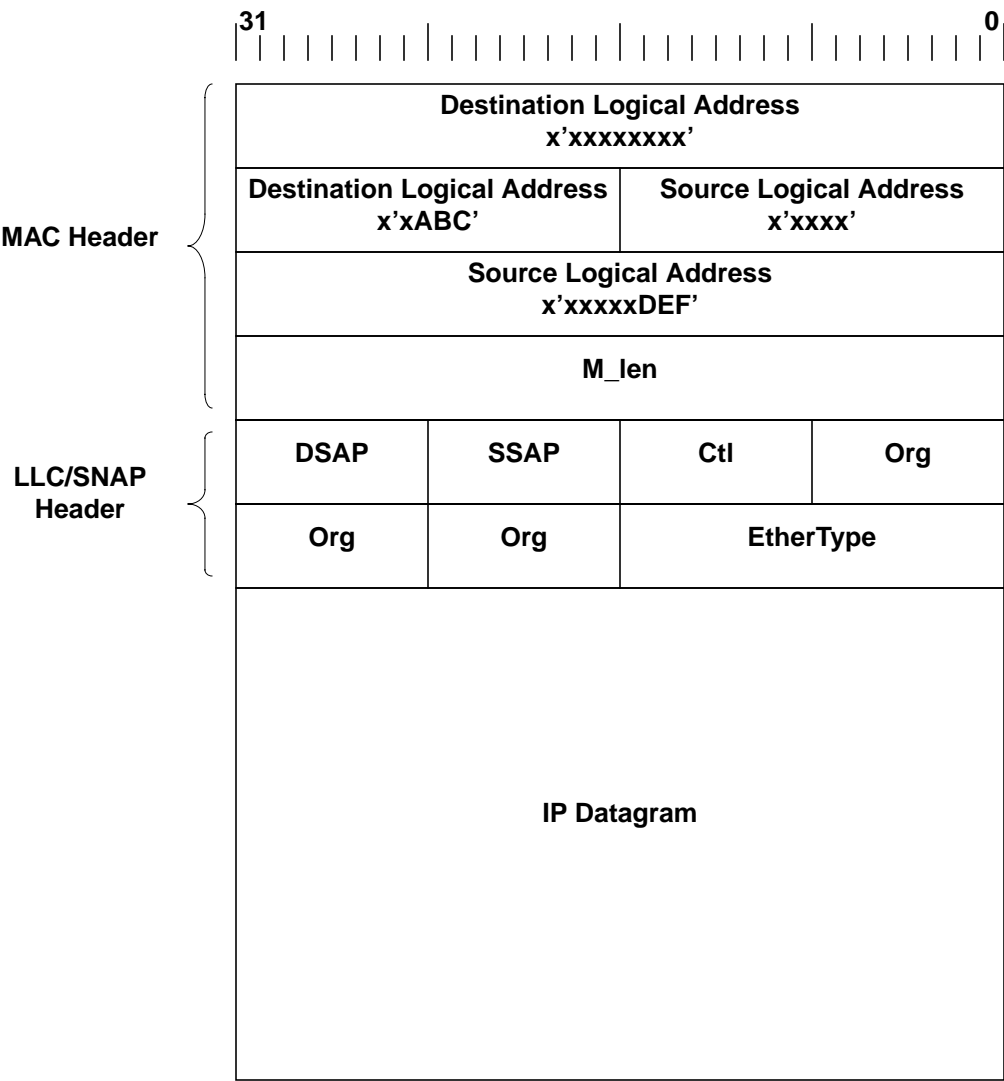 31 0
Destination Logical Address
x’xxxxxxxx’
Destination Logical Address Source Logical Address
x’xABC’ x’xxxx’
MAC Header
Source Logical Address
x’xxxxxDEF’
M_len
DSAP SSAP Ctl Org
LLC/SNAP
Header
Org Org EtherType
IP Datagram